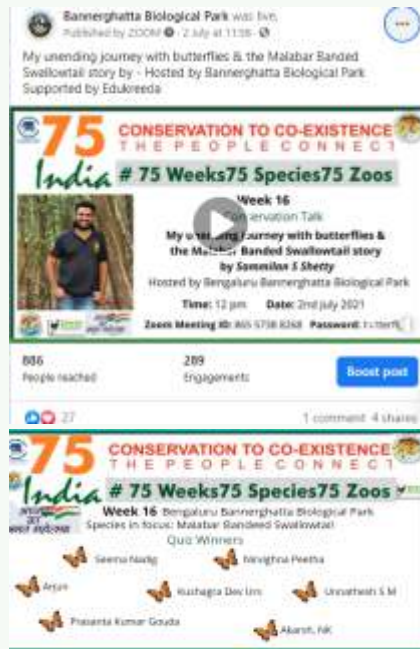 Bannerghatta Biological Park was live.
Published by ZOOM · 2 July at 11:58 ·
My unending journey with butterflies & the Malabar Banded
Swallowtail story by - Hosted by Bannerghatta Biological Park
Supported by Edukreeda
75
India
CONSERVATION TO CO-EXISTENCE
THE PEOPLE CONNECT
# 75 Weeks75 Species75 Zoos
Week 16
Conservation Talk
My unending journey with butterflies &
the Malabar Banded Swallowtail story
by Sammilan S Shetty
Hosted by Bengaluru Bannerghatta Biological Park
Time: 12 pm Date: 2nd july 2021
Zoom Meeting ID: 865 5738 8268 Password:
886
People reached
289
Engagements
Boost post
27
1 comment 4 shares
75
India
CONSERVATION TO CO-EXISTENCE
THE PEOPLE CONNECT
# 75 Weeks75 Species75 Zoos
Week 16 Bengaluru Bannerghatta Biological Park
Species in focus: Malabar Bandeed Swallowtail
Quiz Winners
Seema Nadig
Nirvighna Peetha
Arjun
Kushagra Dev Urs
Unnathesh S M
Prasanta Kumar Gouda
Akarsh, NK